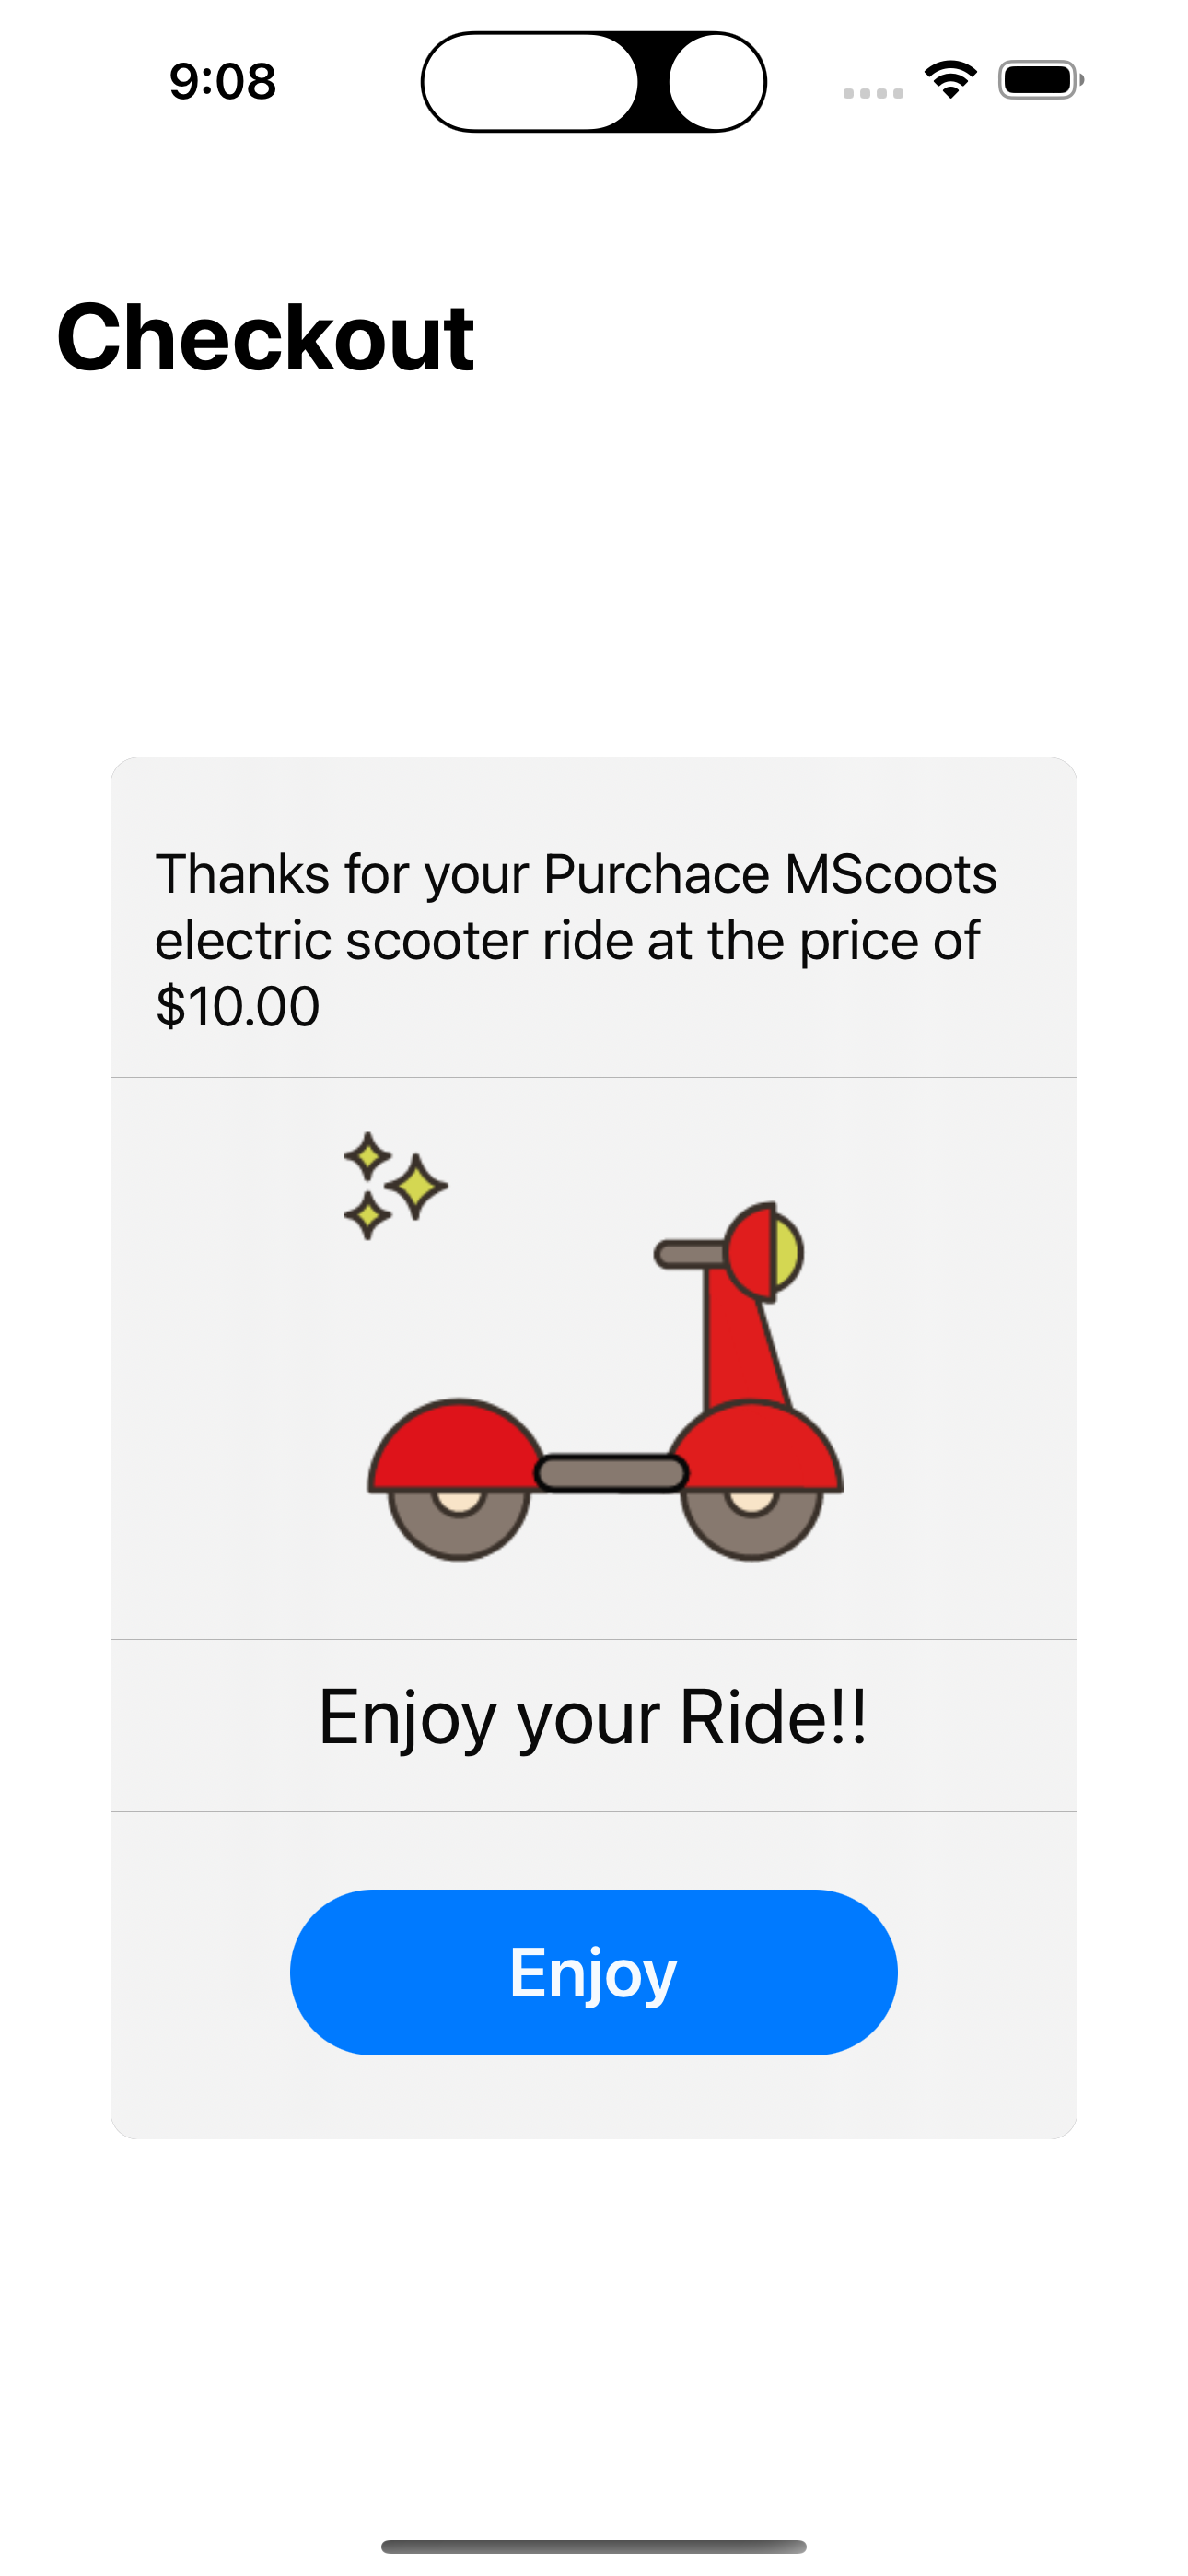 9:08
Checkout
Thanks for your Purchace MScoots
electric scooter ride at the price of
$10.00
Enjoy your Ride!!
Enjoy